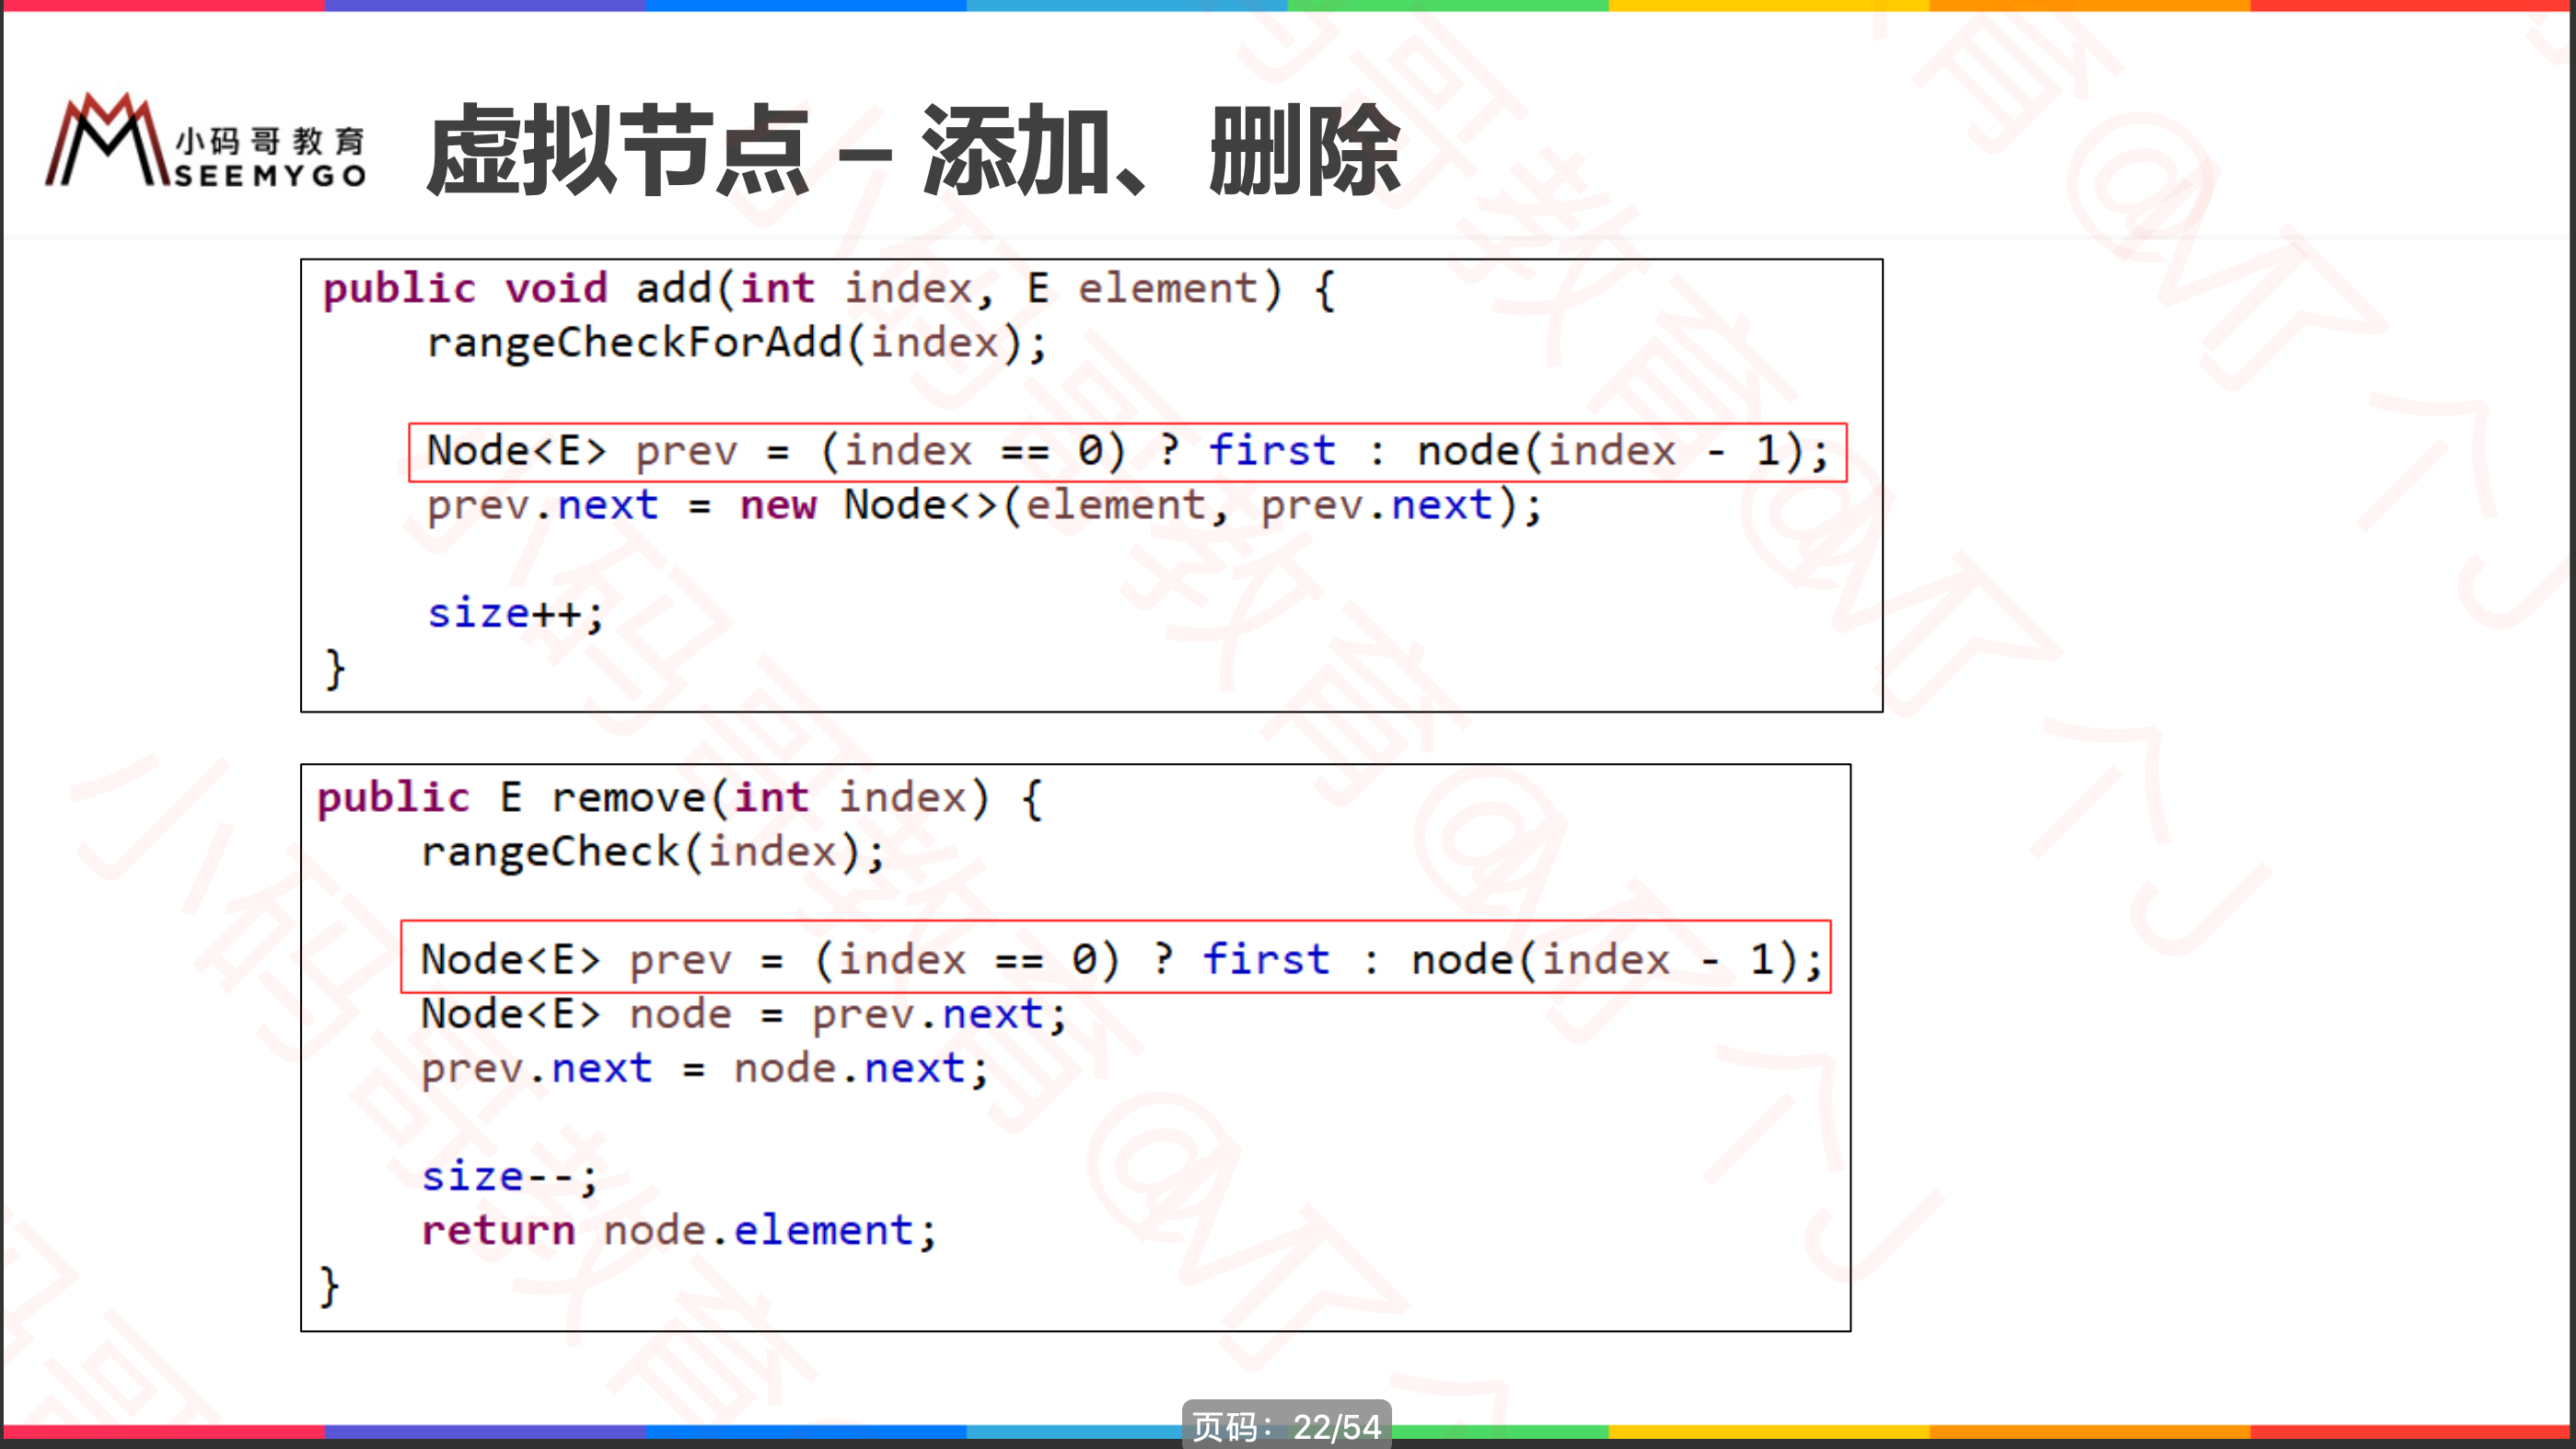 小码哥教育
SEEMYGO
虚拟节点 – 添加、删除
public void add(int index, E element) {
    rangeCheckForAdd(index);
    Node<E> prev = (index == 0) ? first : node(index - 1);
    prev.next = new Node<>(element, prev.next);
    size++;
}
public E remove(int index) {
    rangeCheck(index);
    Node<E> prev = (index == 0) ? first : node(index - 1);
    Node<E> node = prev.next;
    prev.next = node.next;
    size--;
    return node.element;
}
页码：22/54